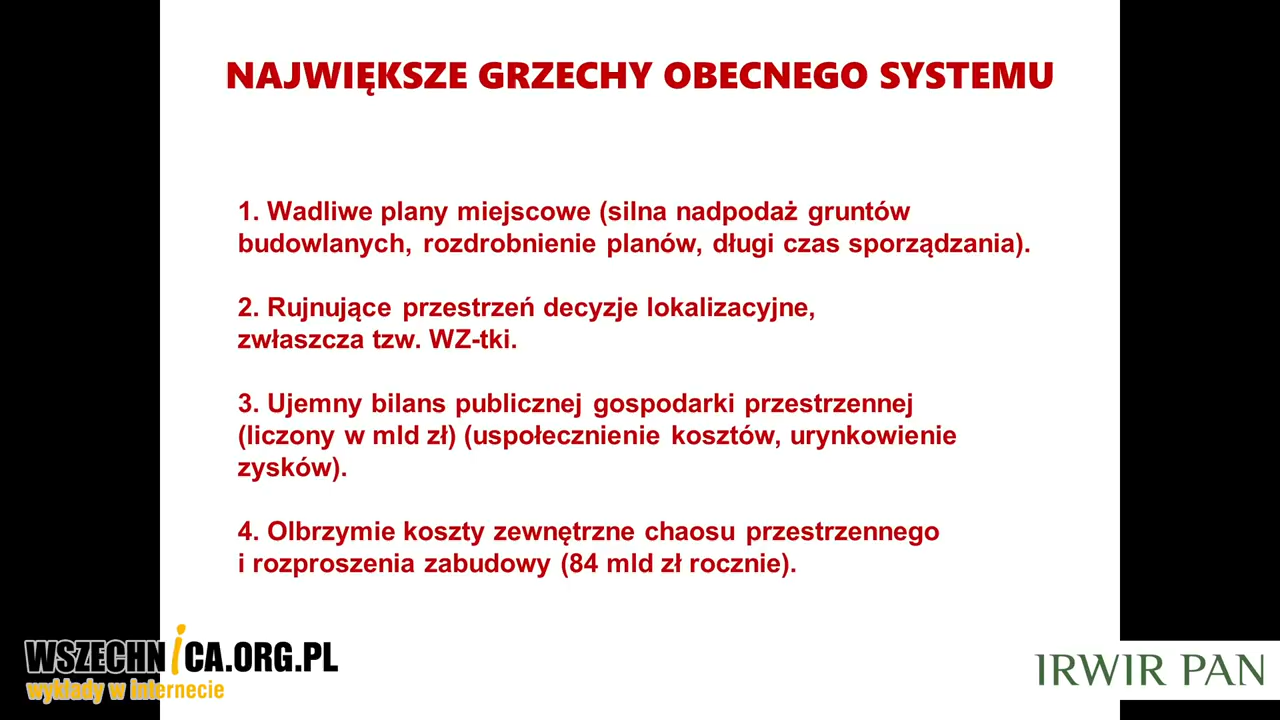 NAJWIĘKSZE GRZECHY OBECNEGO SYSTEMU
1. Wadliwe plany miejscowe (silna nadpodaż gruntów
budowlanych, rozdrobnienie planów, długi czas sporządzania).
2. Rujnujące przestrzeń decyzje lokalizacyjne,
zwłaszcza tzw. WZ-tki.
3. Ujemny bilans publicznej gospodarki przestrzennej
(liczony w mld zł) (uspołecznienie kosztów, urynkowienie
zysków).
4. Olbrzymie koszty zewnętrzne chaosu przestrzennego
i rozproszenia zabudowy (84 mld zł rocznie).
WSZECHNiCA.ORG.PL
wykłady w internecie
IRWIR PAN